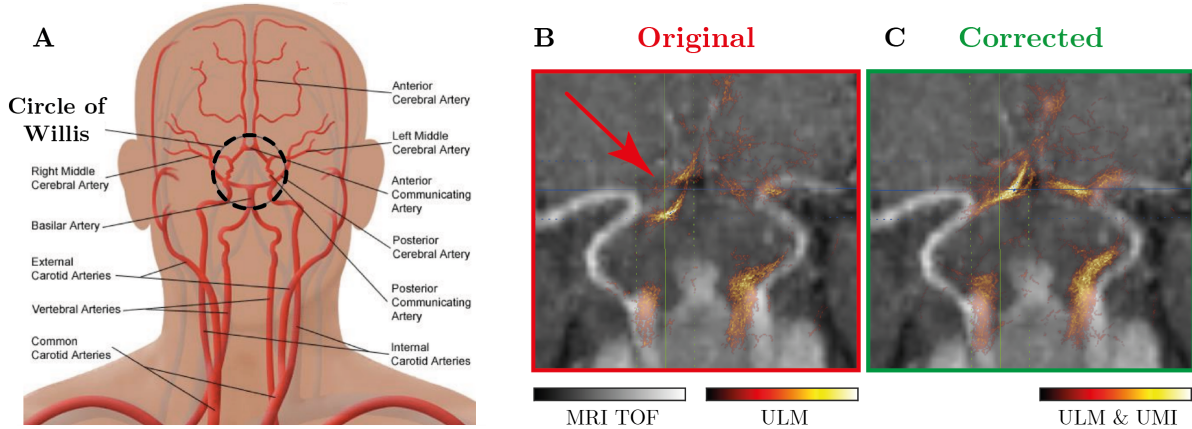 A
Circle of
Willis
Right Middle
Cerebral Artery
Basilar Artery
External
Carotid Arteries
Vertebral Arteries
Common
Carotid Arteries
Anterior
Cerebral Artery
Left Middle
Cerebral Artery
Anterior
Communicating
Artery
Posterior
Cerebral Artery
Posterior
Communicating
Artery
Internal
Carotid Arteries
B
Original
MRI TOF
ULM
C
Corrected
ULM & UMI